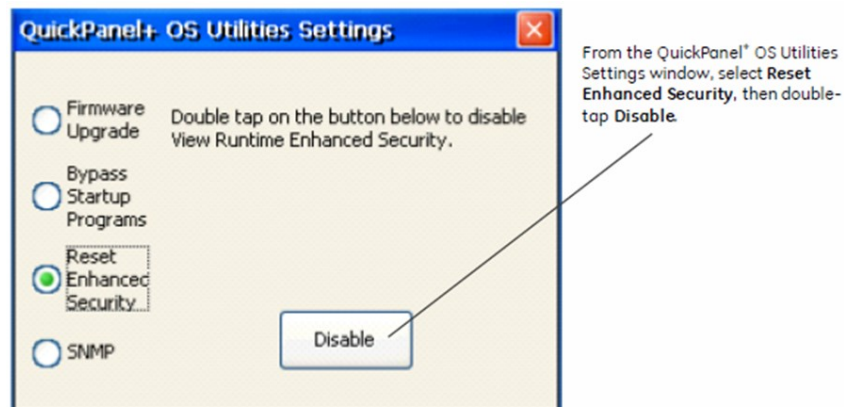 QuickPanel+ OS Utilities Settings
Firmware
Upgrade
Double tap on the button below to disable
View Runtime Enhanced Security.
Bypass
Startup
Programs
Reset
Enhanced
Security
SNMP
Disable
From the QuickPanel+ OS Utilities
Settings window, select Reset
Enhanced Security, then double-
tap Disable.